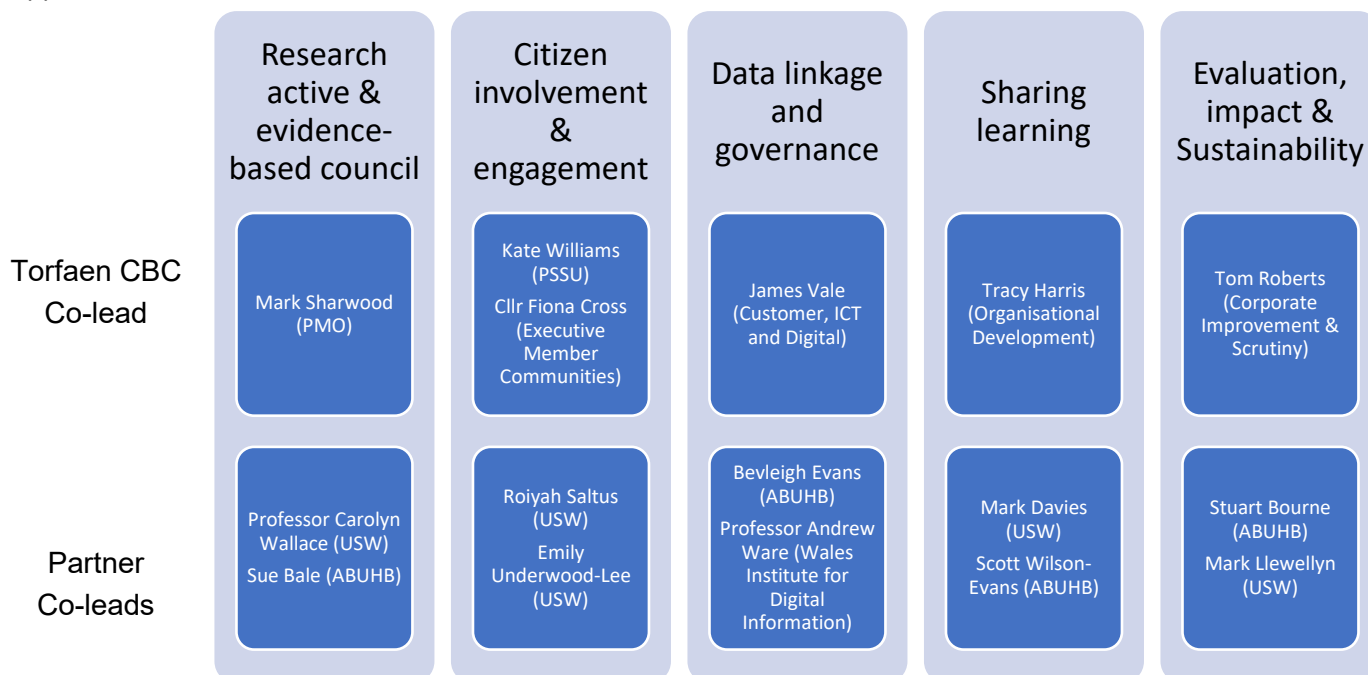 Research
active &
evidence-
based council
Citizen
involvement
&
engagement
Data linkage
and
governance
Sharing
learning
Evaluation,
impact &
Sustainability
Torfaen CBC
Co-lead
Mark Sharwood
(PMO)
Kate Williams
(PSSU)
Cllr Fiona Cross
(Executive
Member
Communities)
James Vale
(Customer, ICT
and Digital)
Tracy Harris
(Organisational
Development)
Tom Roberts
(Corporate
Improvement &
Scrutiny)
Partner
Co-leads
Professor Carolyn
Wallace (USW)
Sue Bale (ABUHB)
Roiyah Saltus
(USW)
Emily
Underwood-Lee
(USW)
Bevleigh Evans
(ABUHB)
Professor Andrew
Ware (Wales
Institute for
Digital
Information)
Mark Davies
(USW)
Scott Wilson-
Evans (ABUHB)
Stuart Bourne
(ABUHB)
Mark Llewellyn
(USW)